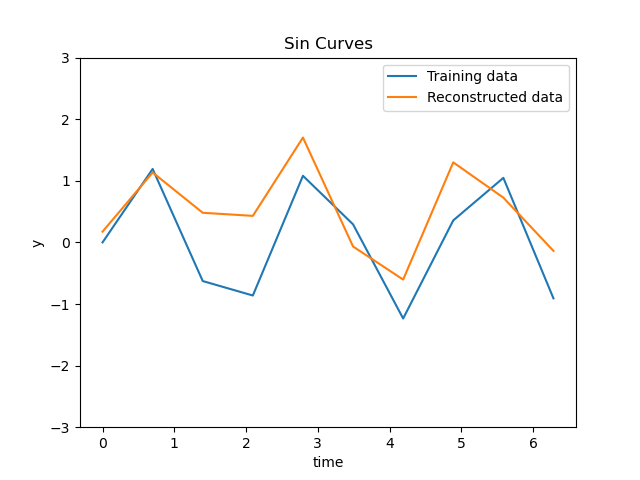 Sin Curves
Training data
Reconstructed data
3
2
1
0
−1
−2
−3
y
0 1 2 3 4 5 6
time